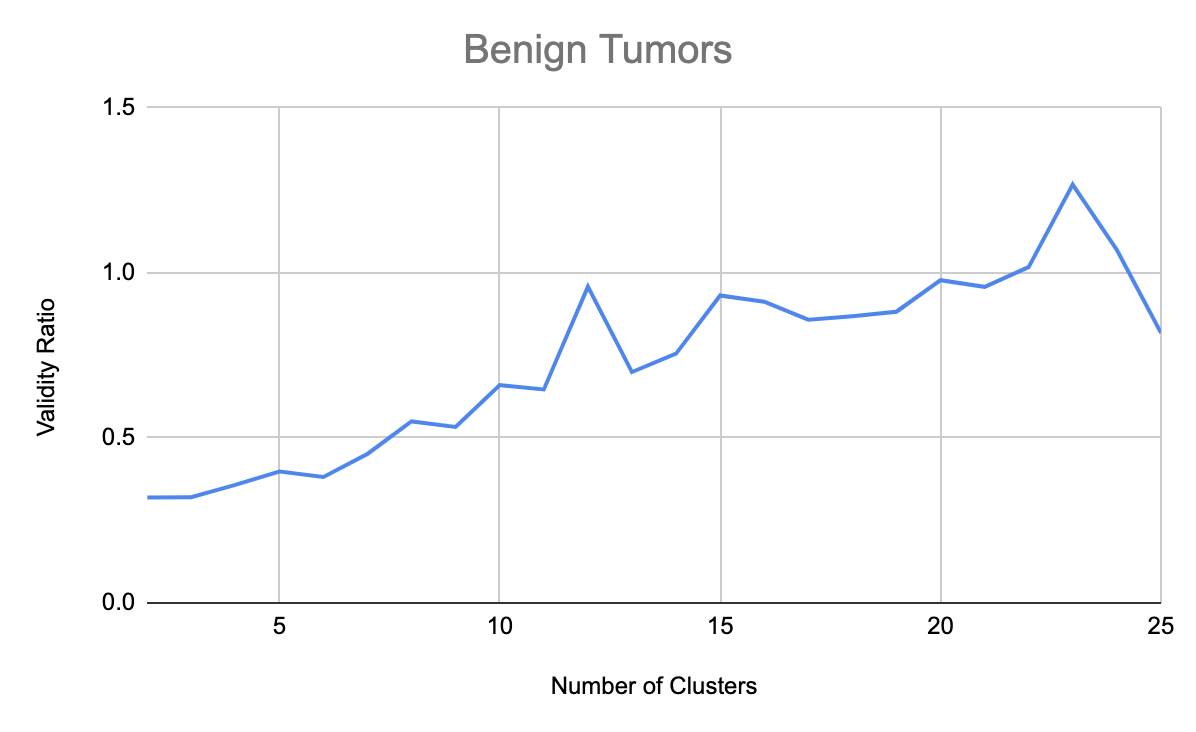 Benign Tumors
1.5
1.0
0.5
0.0
Validity Ratio
5 10 15 20 25
Number of Clusters